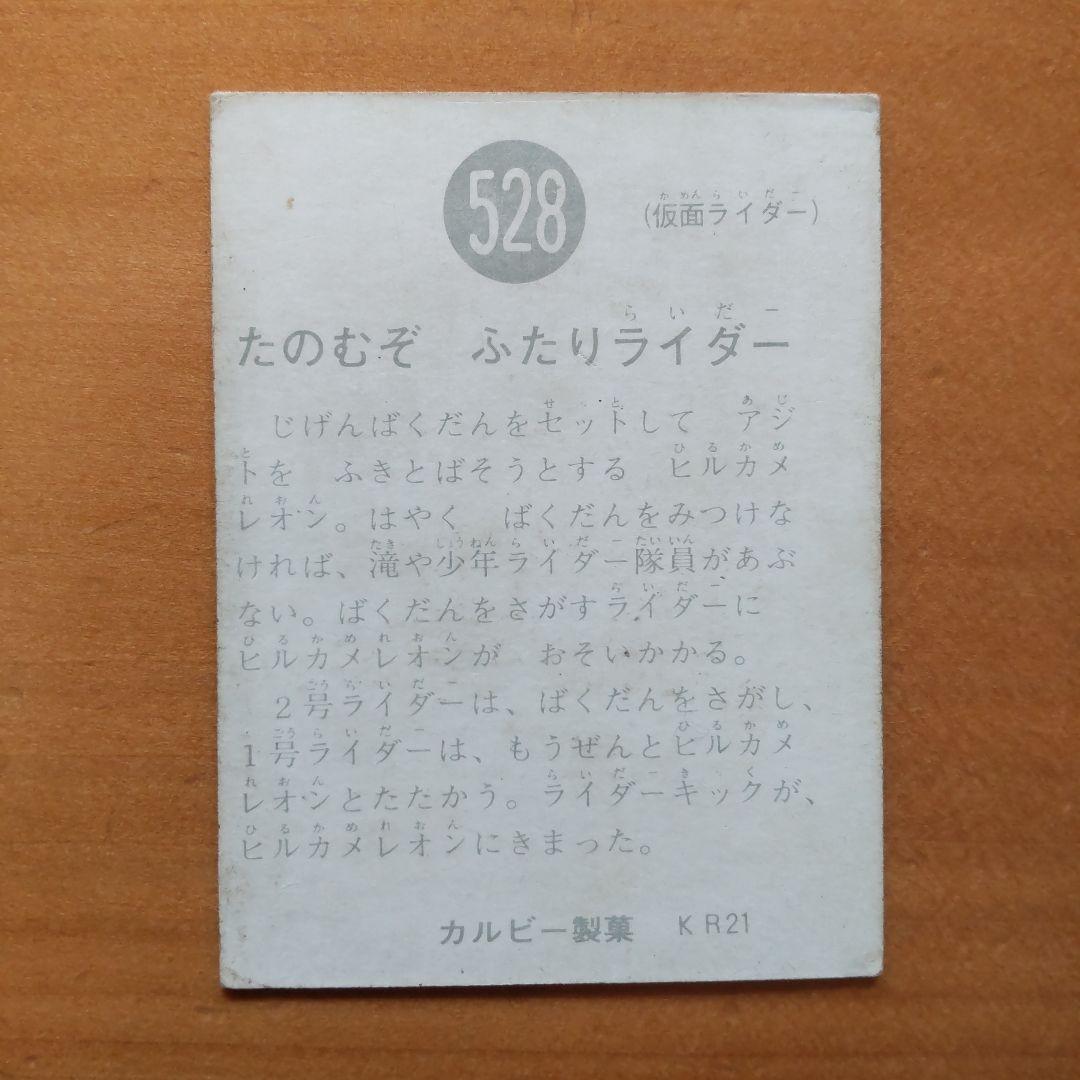 528
(仮面ライダー)
たのむぞ　ふたりライダー
じげんばくだんをセットして　アジ
トを　ふきとばそうとする　ヒルカメ
レオン。はやく　ばくだんをみつけな
ければ、滝や少年ライダー隊員があぶ
ない。ばくだんをさがすライダーに
ヒルカメレオンが　おそいかかる。
2号ライダーは、ばくだんをさがし、
1号ライダーは、もうぜんとヒルカメ
レオンとたたかう。ライダーキックが、
ヒルカメレオンにきまった。
カルビー製菓　KR21